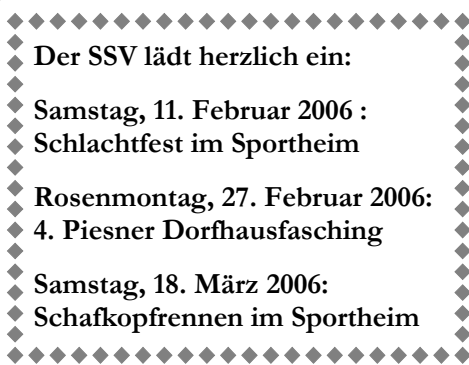 Der SSV lädt herzlich ein:
Samstag, 11. Februar 2006 :
Schlachtfest im Sportheim
Rosenmontag, 27. Februar 2006:
4. Piesner Dorfhausfasching
Samstag, 18. März 2006:
Schafkopfrennen im Sportheim